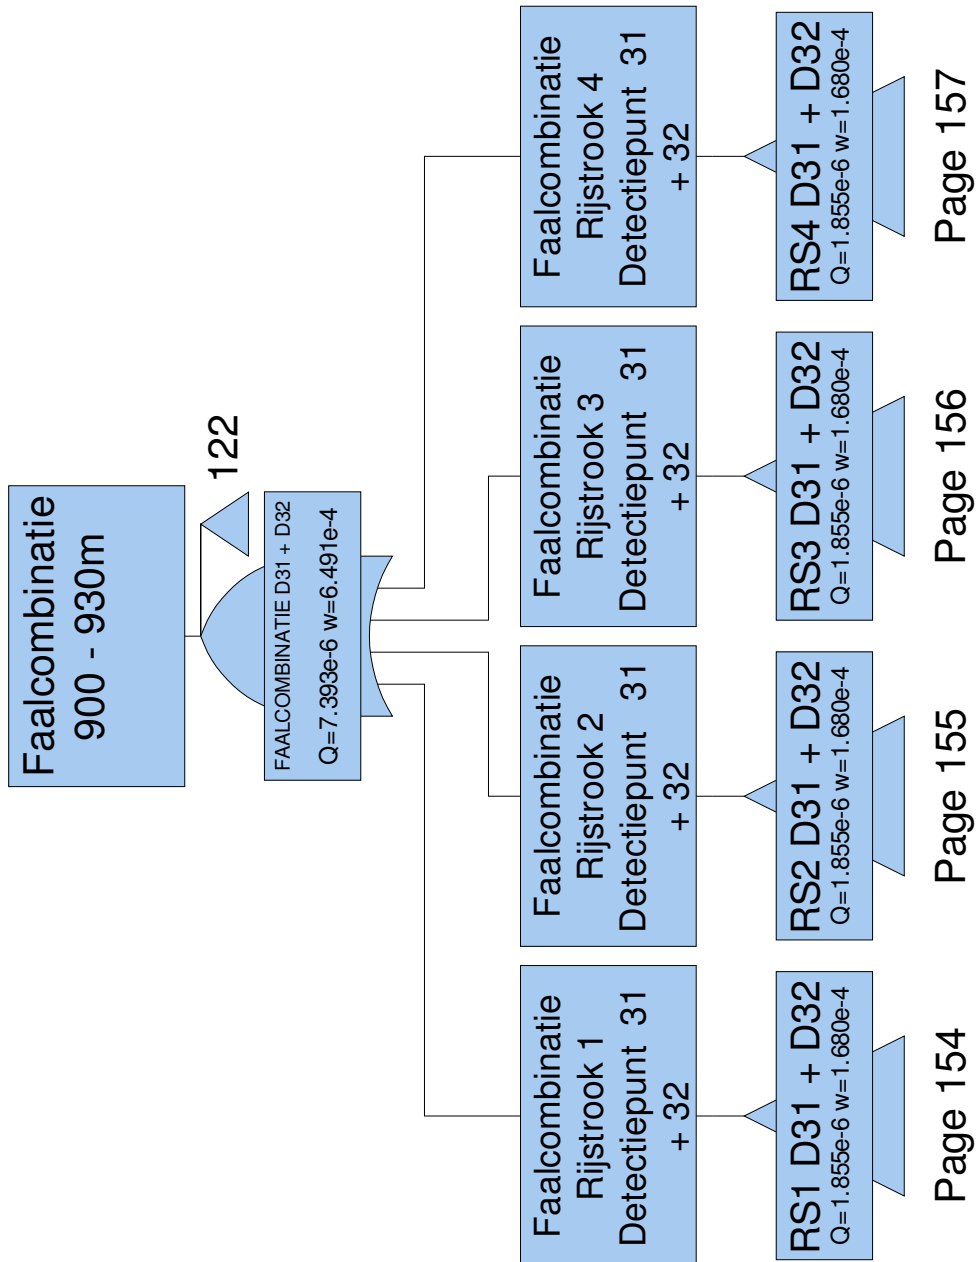 Faalcombinatie
900 - 930m
122
FAALCOMBINATIE D31 + D32
Q=7.393e-6 w=6.491e-4
Faalcombinatie
Rijstrook 1
Detectiepunt 31
+ 32
RS1 D31 + D32
Q=1.855e-6 w=1.680e-4
Page 154
Faalcombinatie
Rijstrook 2
Detectiepunt 31
+ 32
RS2 D31 + D32
Q=1.855e-6 w=1.680e-4
Page 155
Faalcombinatie
Rijstrook 3
Detectiepunt 31
+ 32
RS3 D31 + D32
Q=1.855e-6 w=1.680e-4
Page 156
Faalcombinatie
Rijstrook 4
Detectiepunt 31
+ 32
RS4 D31 + D32
Q=1.855e-6 w=1.680e-4
Page 157